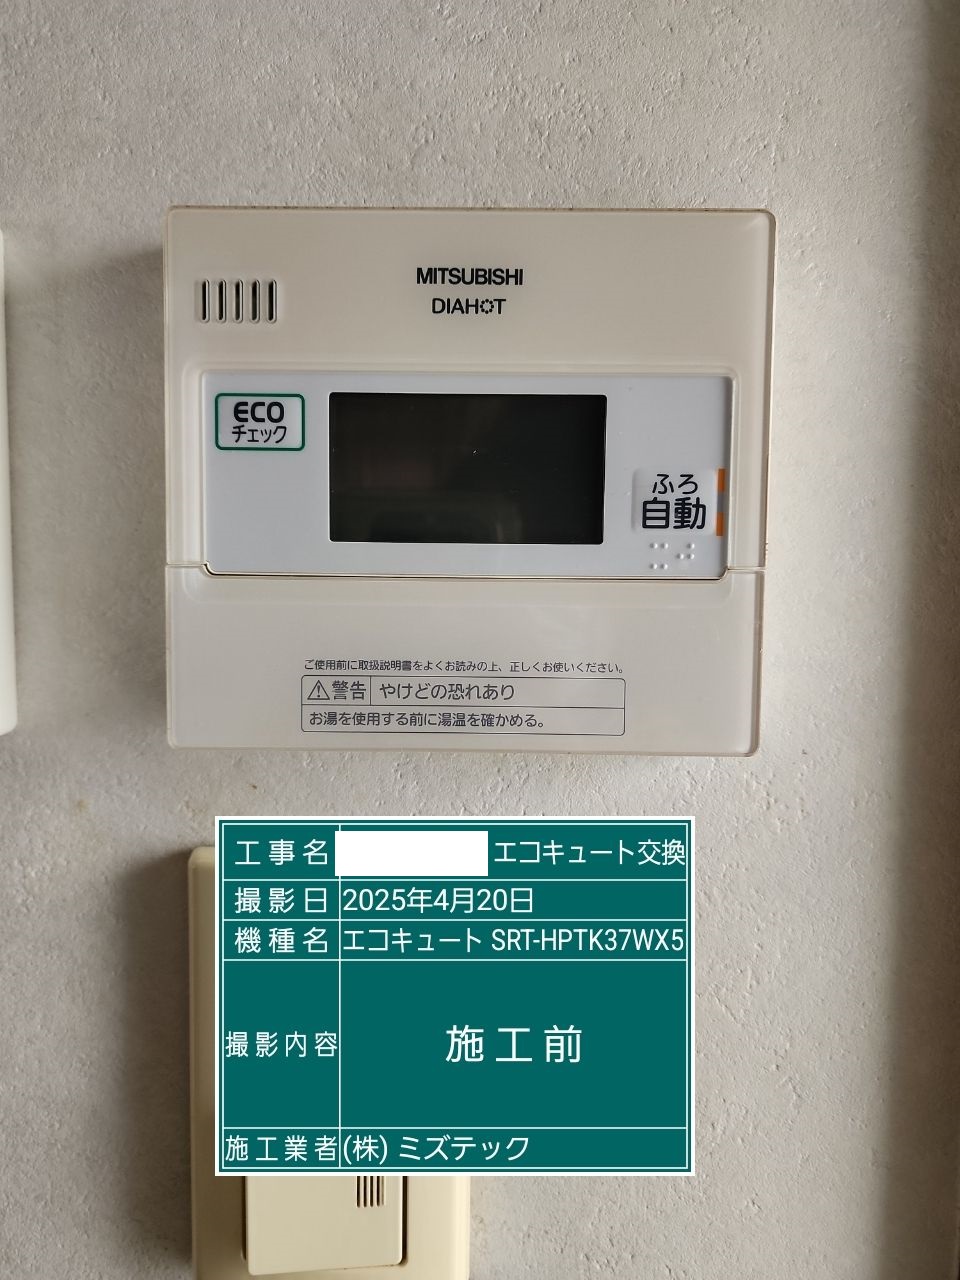 MITSUBISHI
DIAHOT
ECO
チェック
ふろ
自動
ご使用前に取扱説明書をよくお読みの上、正しくお使いください。
警告 やけどの恐れあり
お湯を使用する前に湯温を確かめる。
工事名 エコキュート交換
撮影日 2025年4月20日
機種名 エコキュート SRT-HPTK37WX5
撮影内容 施工前
施工業者 (株) ミズテック